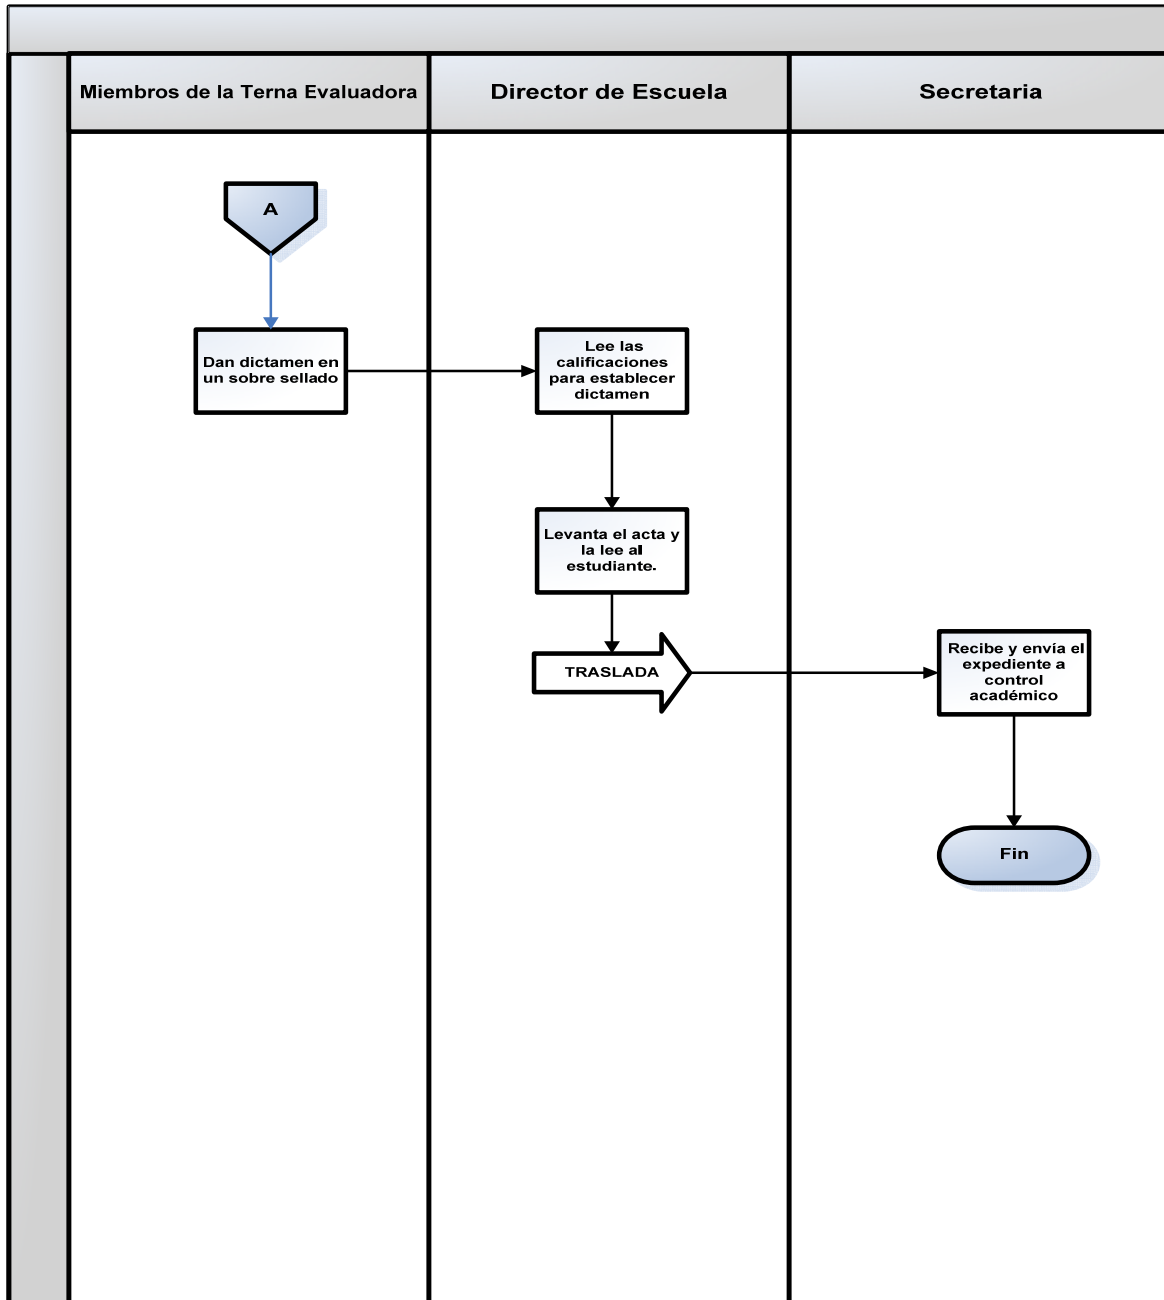 Miembros de la Terna Evaluadora
Director de Escuela
Secretaria
A
Dan dictamen en
un sobre sellado
Lee las
calificaciones
para establecer
dictamen
Levanta el acta y
la lee al
estudiante.
TRASLADA
Recibe y envía el
expediente a
control
académico
Fin